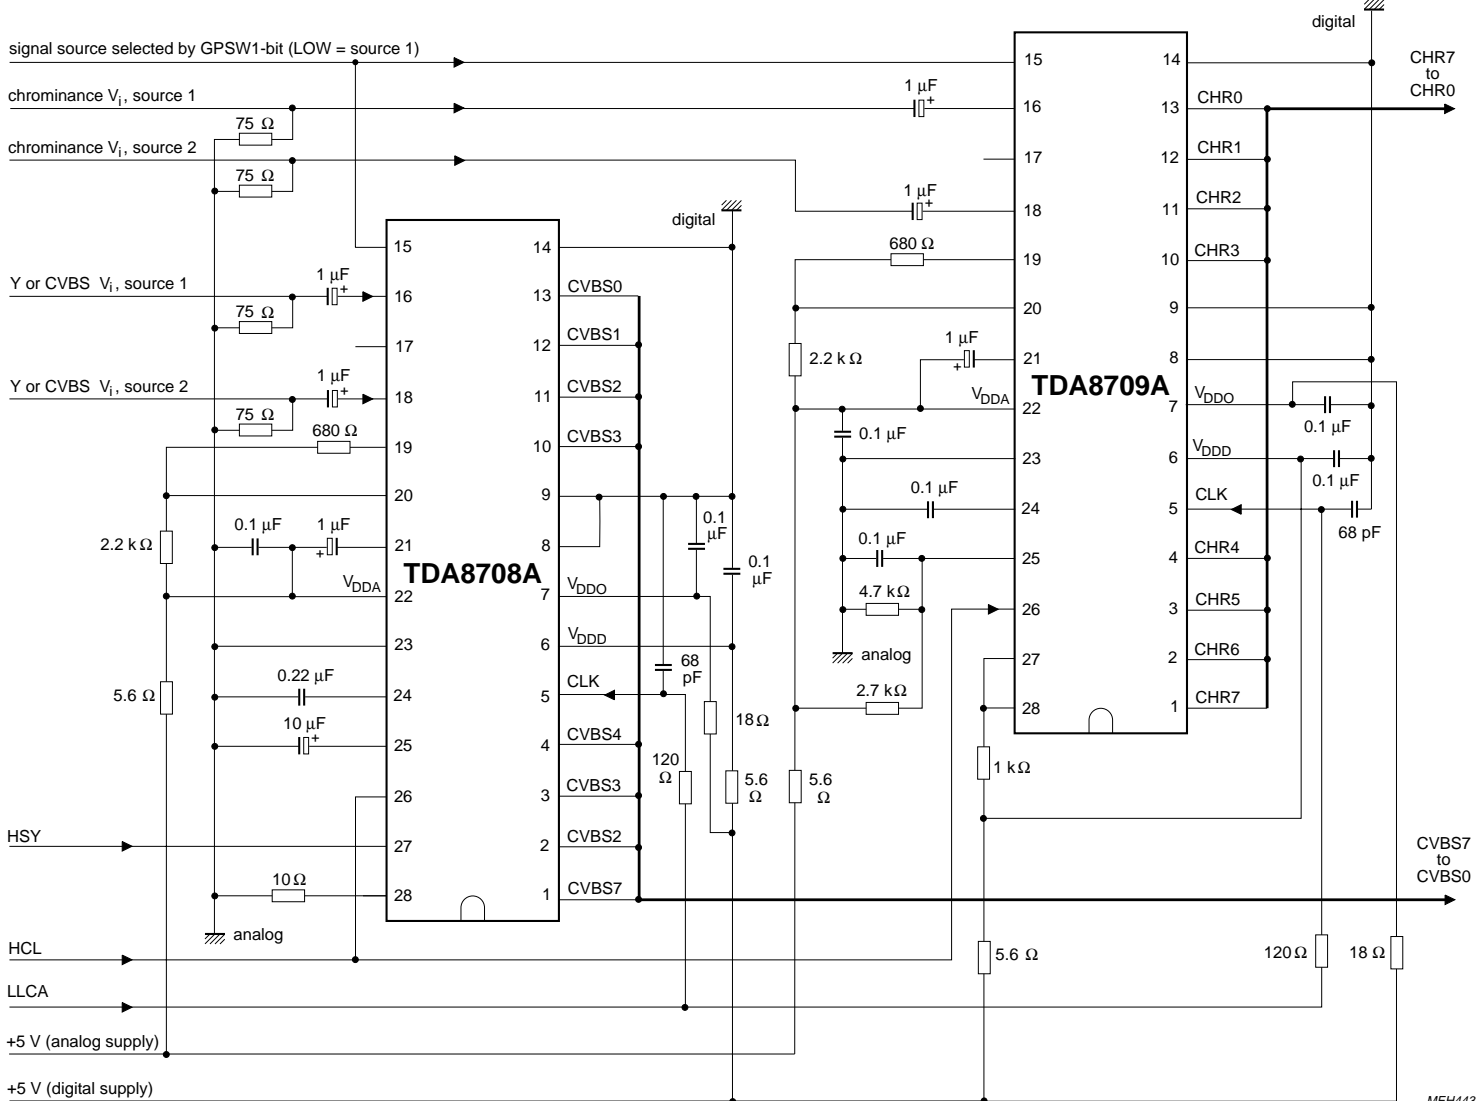 digital
signal source selected by GPSW1-bit (LOW = source 1)
chrominance Vi, source 1
chrominance Vi, source 2
Y or CVBS Vi, source 1
Y or CVBS Vi, source 2
HSY
HCL
LLCA
+5 V (analog supply)
+5 V (digital supply)
75 Ω
75 Ω
75 Ω
75 Ω
1 µF
+
1 µF
+
680 Ω
2.2 kΩ
0.1 µF
1 µF
+
VDDA
5.6 Ω
0.22 µF
10 µF
+
10 Ω
analog
TDA8708A
15
16
17
18
19
20
21
22
23
24
25
26
27
28
14
13
12
11
10
9
8
7
6
5
4
3
2
1
CVBS0
CVBS1
CVBS2
CVBS3
VDDO
VDDD
CLK
CVBS4
CVBS3
CVBS2
CVBS7
digital
0.1
µF
0.1
µF
68
pF
18 Ω
120
Ω
5.6
Ω
5.6
Ω
1 µF
+
1 µF
+
680 Ω
2.2 kΩ
1 µF
+
VDDA
0.1 µF
0.1 µF
0.1 µF
4.7 kΩ
analog
2.7 kΩ
1 kΩ
5.6 Ω
TDA8709A
15
16
17
18
19
20
21
22
23
24
25
26
27
28
14
13
12
11
10
9
8
7
6
5
4
3
2
1
CHR0
CHR1
CHR2
CHR3
VDDO
VDDD
CLK
CHR4
CHR5
CHR6
CHR7
0.1 µF
0.1 µF
68 pF
120 Ω
18 Ω
CHR7
to
CHR0
CVBS7
to
CVBS0
MEH443